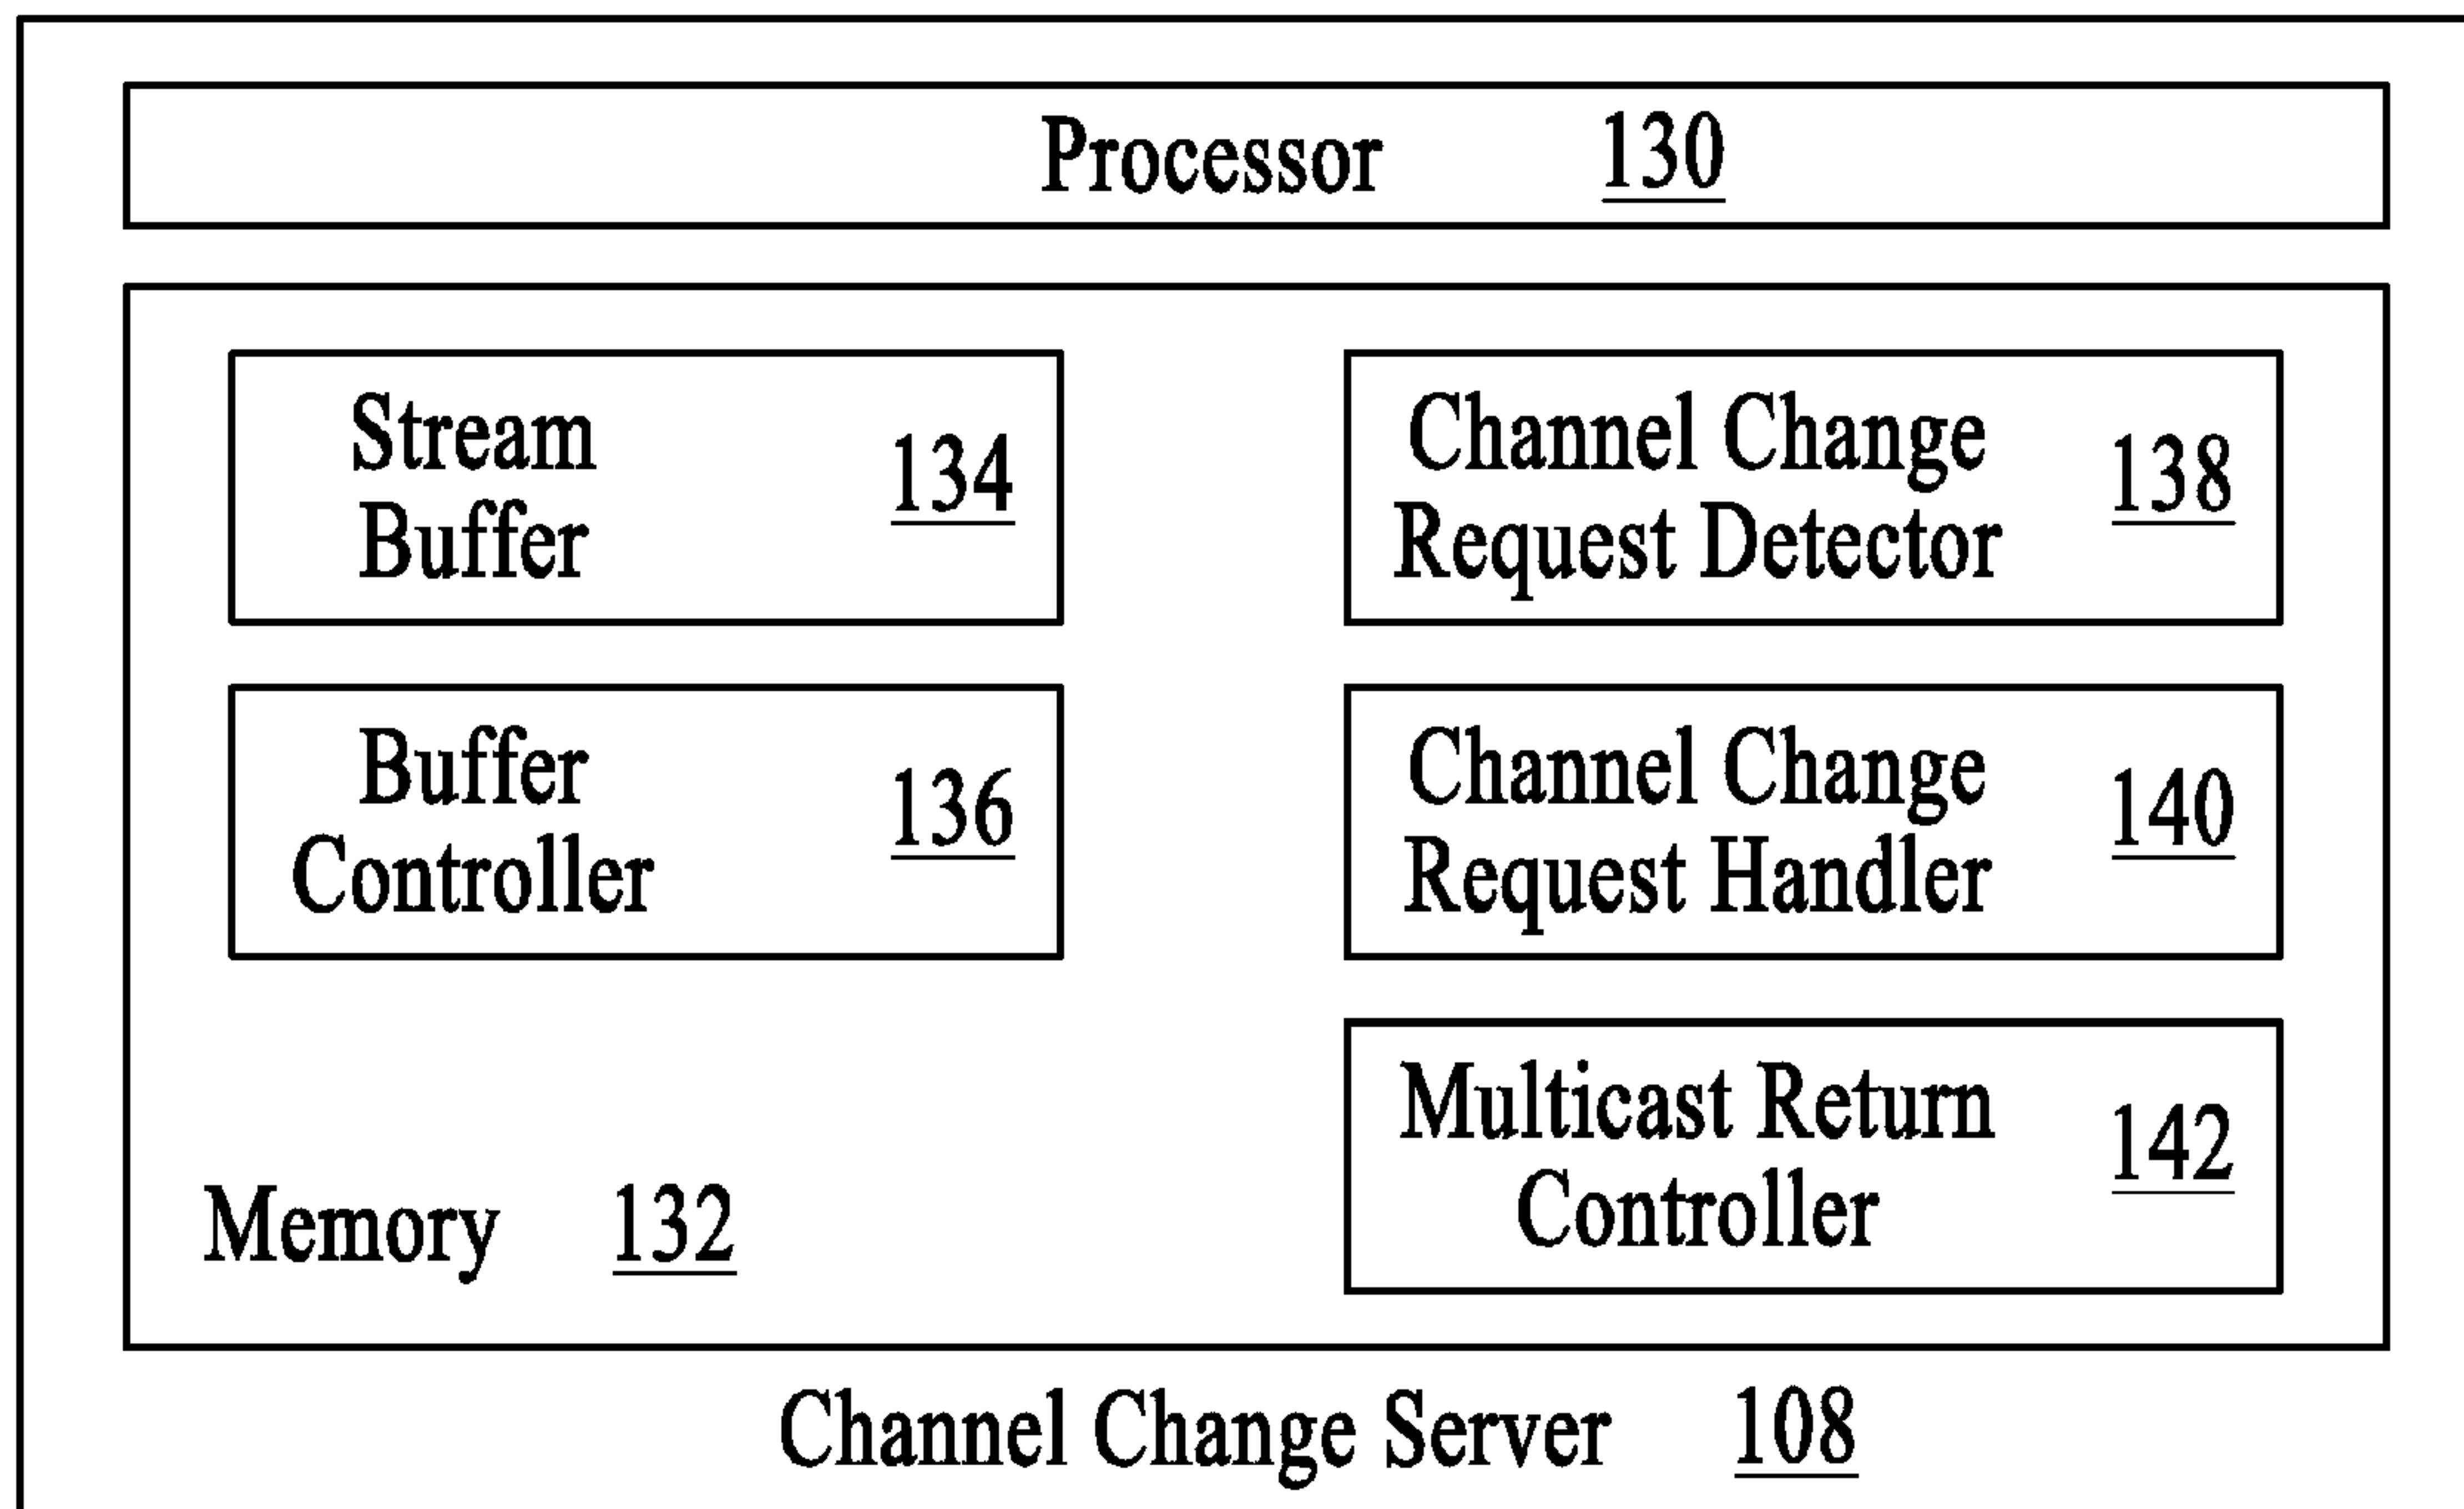 Processor 130
Stream
Buffer
134
Channel Change
Request Detector
138
Buffer
Controller
136
Channel Change
Request Handler
140
Multicast Return
Controller
142
Memory 132
Channel Change Server 108